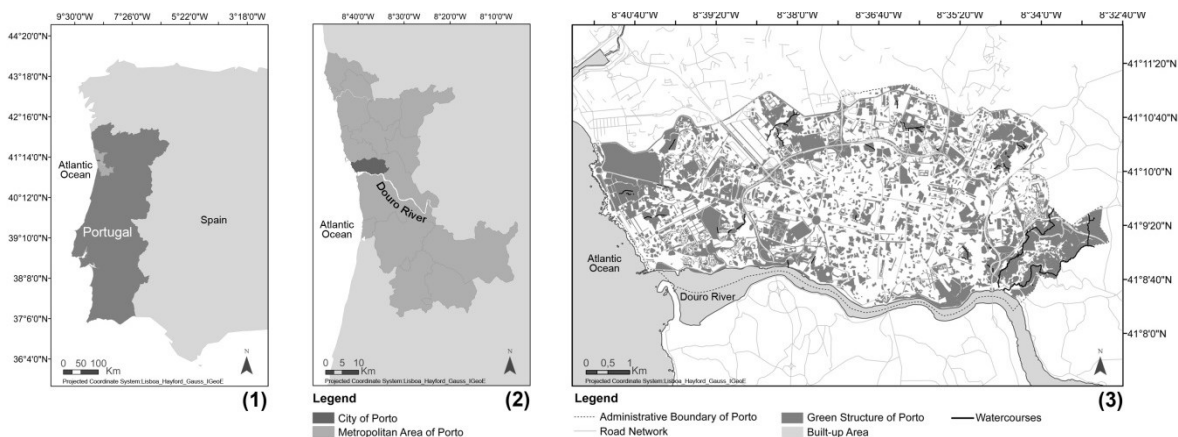 9°30'0"W 7°26'0"W 5°22'0"W 3°18'0"W
44°20'0"N
43°18'0"N
42°16'0"N
41°14'0"N
40°12'0"N
39°10'0"N
38°8'0"N
37°6'0"N
36°4'0"N
Atlantic
Ocean
Portugal
Spain
0 50 100
Km
N
Projected Coordinate System:Lisboa_Hayford_Gauss_IGeoE
(1)
8°40'0"W 8°30'0"W 8°20'0"W 8°10'0"W
Douro River
Atlantic
Ocean
0 5 10
Km
N
Projected Coordinate System:Lisboa_Hayford_Gauss_IGeoE
Legend
City of Porto
Metropolitan Area of Porto
(2)
8°40'40"W 8°39'20"W 8°38'0"W 8°36'40"W 8°35'20"W 8°34'0"W 8°32'40"W
41°11'20"N
41°10'40"N
41°10'0"N
41°9'20"N
41°8'40"N
41°8'0"N
Atlantic
Ocean
Douro River
0 0,5 1
Km
N
Projected Coordinate System:Lisboa_Hayford_Gauss_IGeoE
Legend
Administrative Boundary of Porto
Road Network
Green Structure of Porto
Built-up Area
Watercourses
(3)